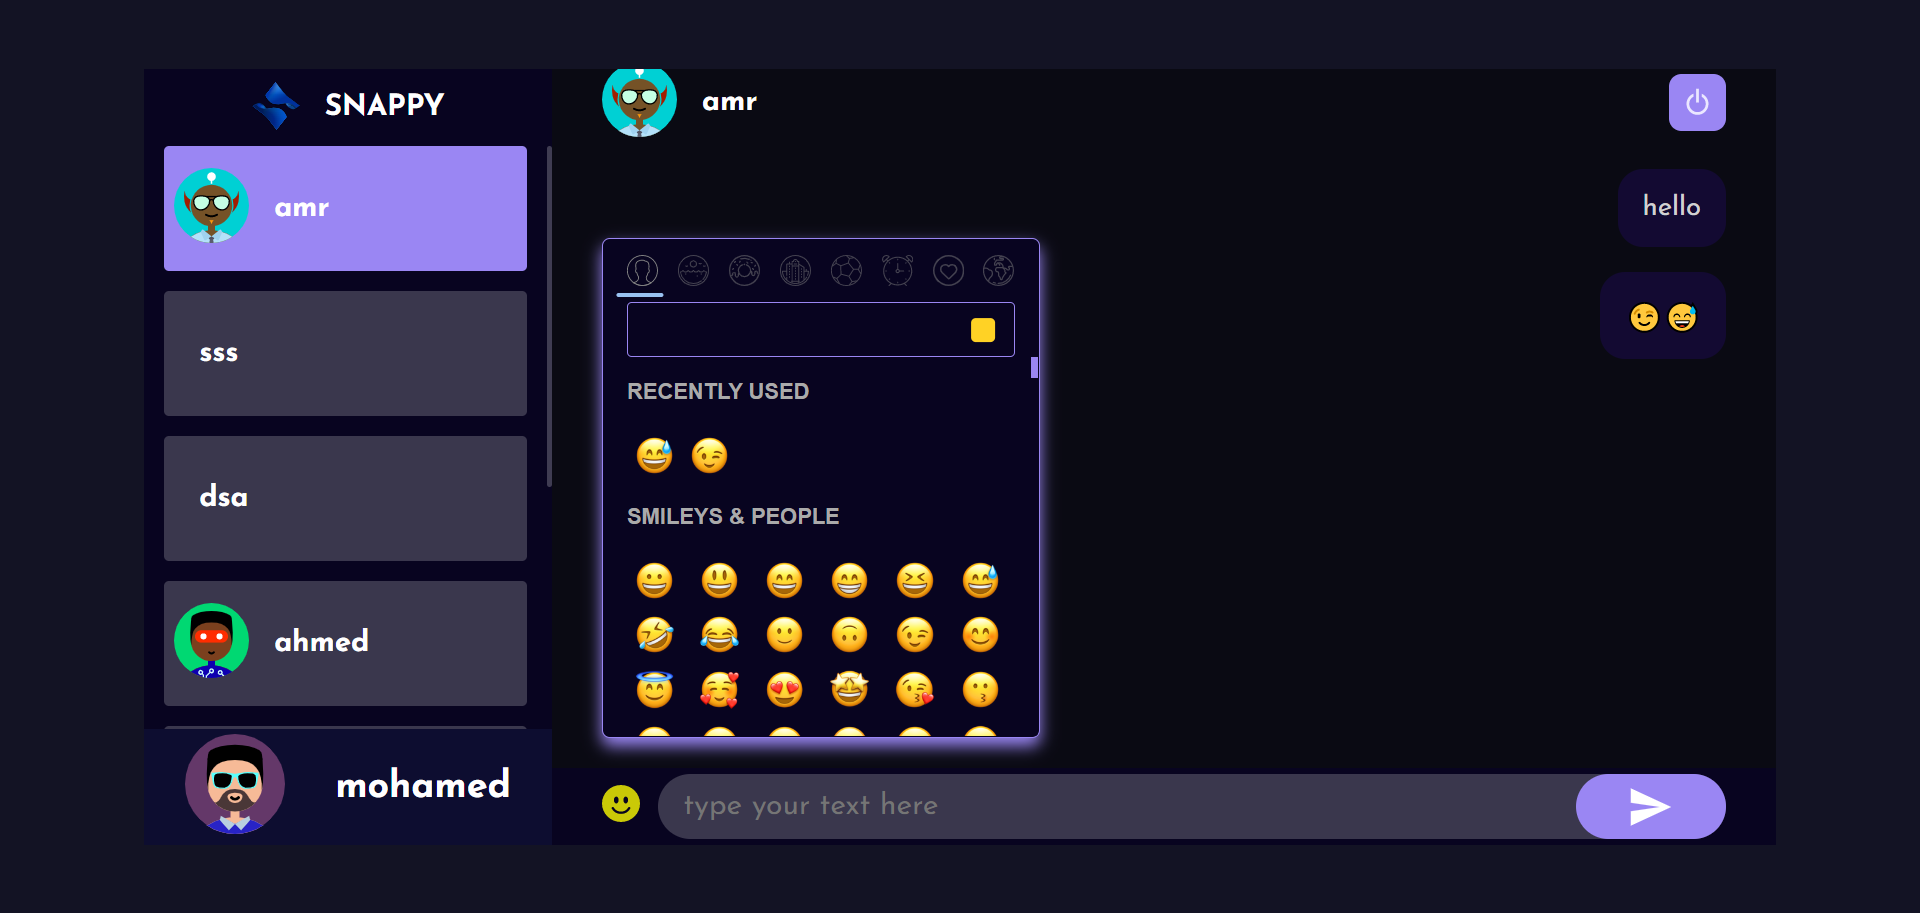 SNAPPY
amr
sss
dsa
ahmed
mohamed
amr
hello
😉😅
RECENTLY USED
SMILEYS & PEOPLE
type your text here